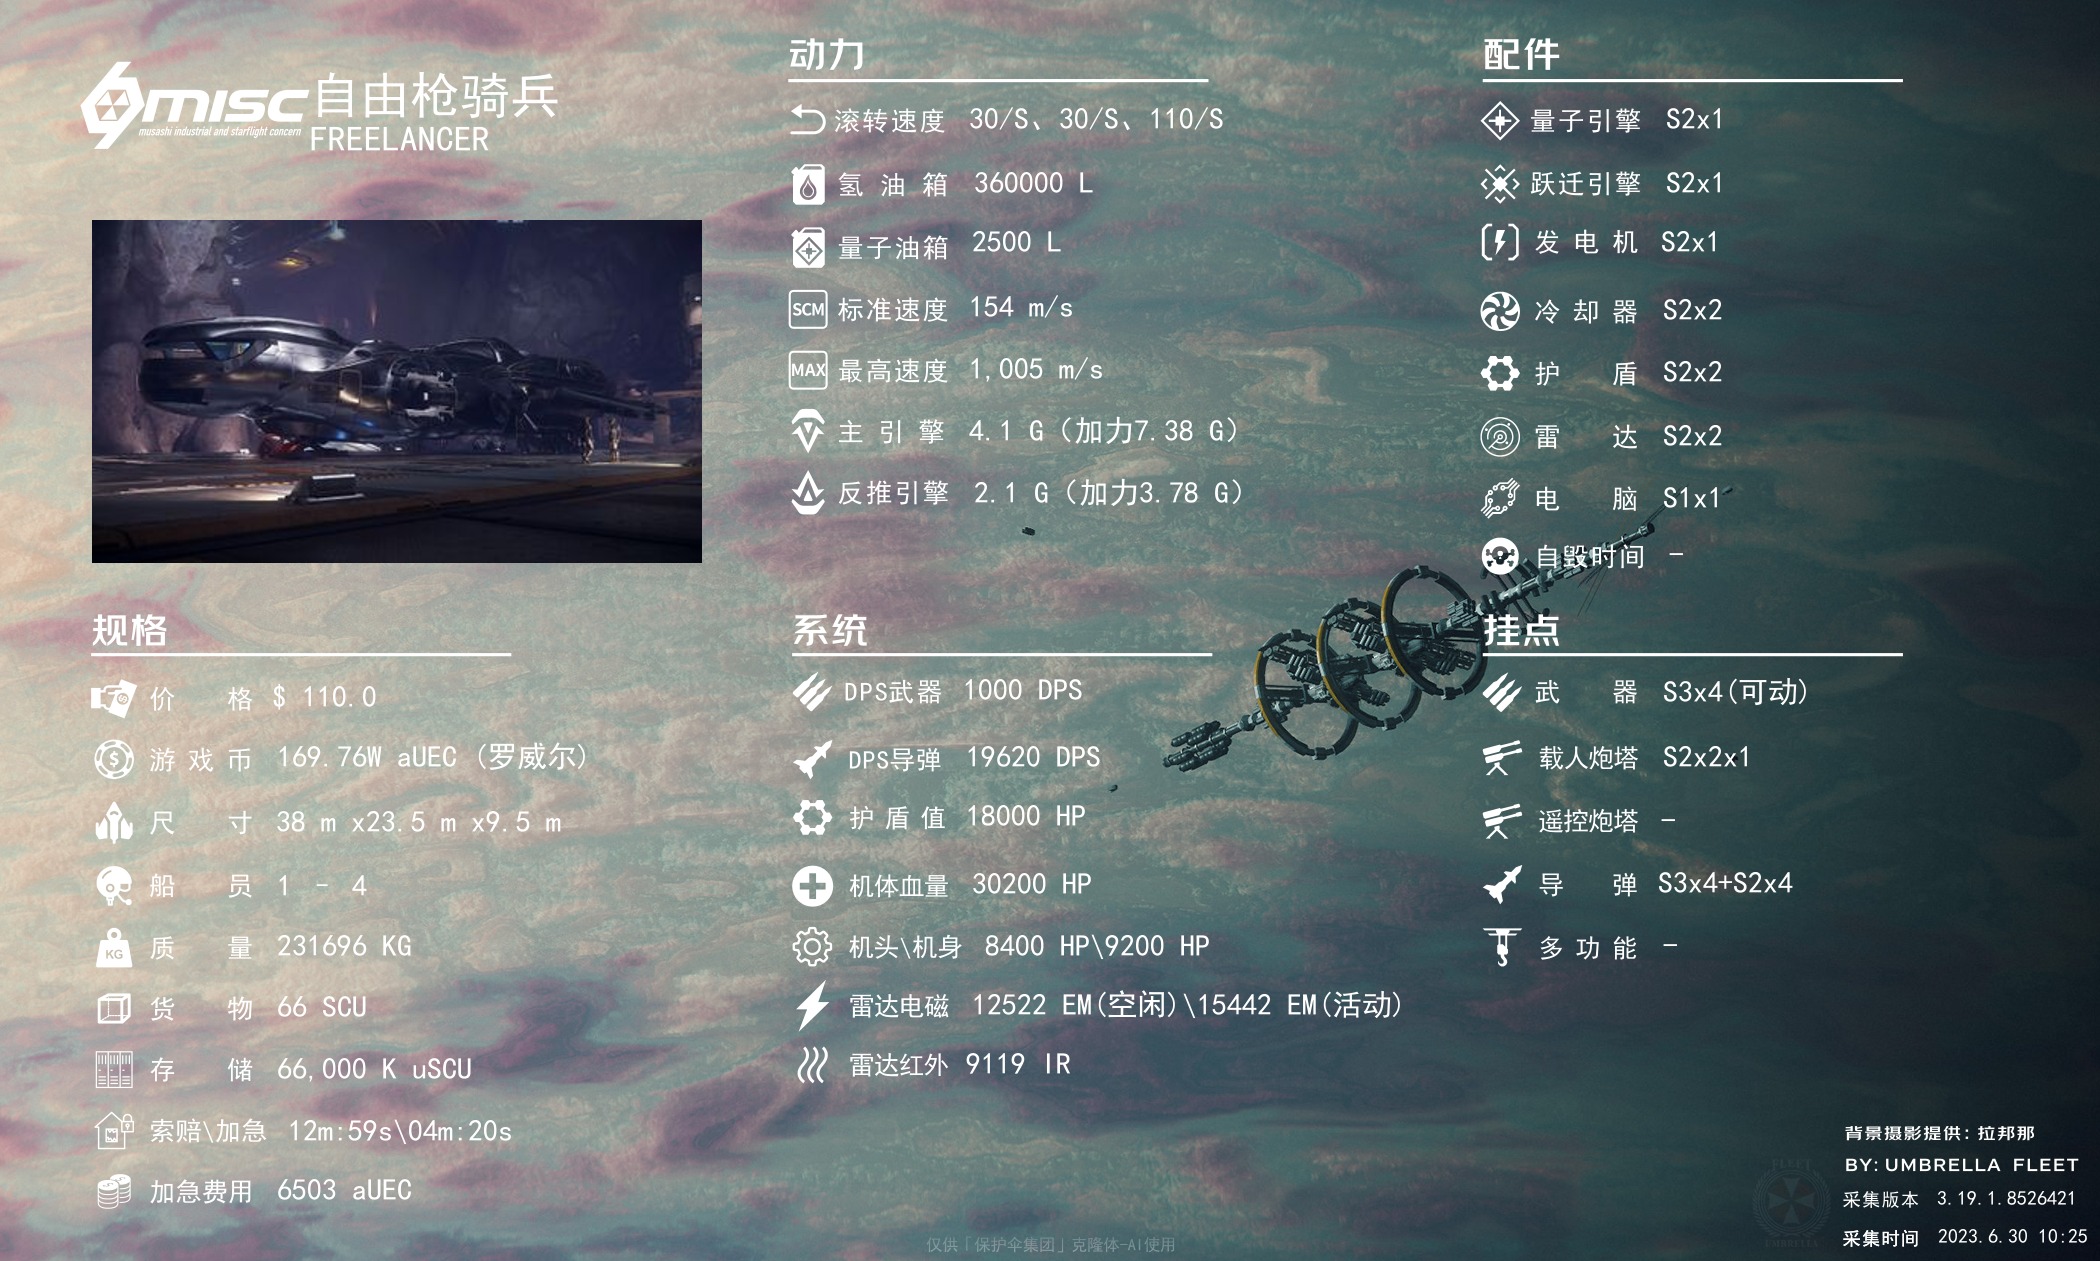 misc
musashi industrial and starflight concern
自由枪骑兵
FREELANCER
动力
滚转速度 30/S、30/S、110/S
氢油箱 360000 L
量子油箱 2500 L
SCM 标准速度 154 m/s
MAX 最高速度 1,005 m/s
主引擎 4.1 G (加力7.38 G)
反推引擎 2.1 G (加力3.78 G)
配件
量子引擎 S2x1
跃迁引擎 S2x1
发电机 S2x1
冷却器 S2x2
护盾 S2x2
雷达 S2x2
电脑 S1x1
自毁时间 -
规格
价格 $ 110.0
游戏币 169.76W aUEC (罗威尔)
尺寸 38 m x23.5 m x9.5 m
船员 1 - 4
KG 质量 231696 KG
货物 66 SCU
存储 66,000 K uSCU
索赔\加急 12m:59s\04m:20s
加急费用 6503 aUEC
系统
DPS武器 1000 DPS
DPS导弹 19620 DPS
护盾值 18000 HP
机体血量 30200 HP
机头\机身 8400 HP\9200 HP
雷达电磁 12522 EM(空闲)\15442 EM(活动)
雷达红外 9119 IR
挂点
武器 S3x4(可动)
载人炮塔 S2x2x1
遥控炮塔 -
导弹 S3x4+S2x4
多功能 -
背景摄影提供: 拉邦那
BY: UMBRELLA FLEET
采集版本 3.19.1.8526421
采集时间 2023.6.30 10:25
仅供「保护伞集团」克隆体-AI使用
FLEET
UMBRELLA